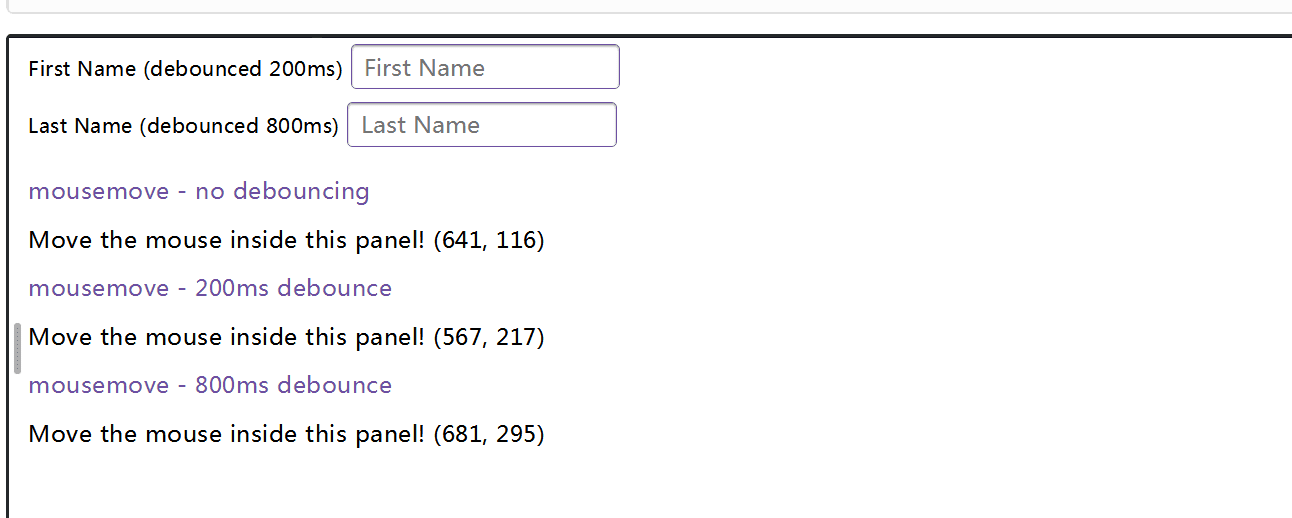 First Name (debounced 200ms) First Name
Last Name (debounced 800ms) Last Name
mousemove - no debouncing
Move the mouse inside this panel! (641, 116)
mousemove - 200ms debounce
Move the mouse inside this panel! (567, 217)
mousemove - 800ms debounce
Move the mouse inside this panel! (681, 295)